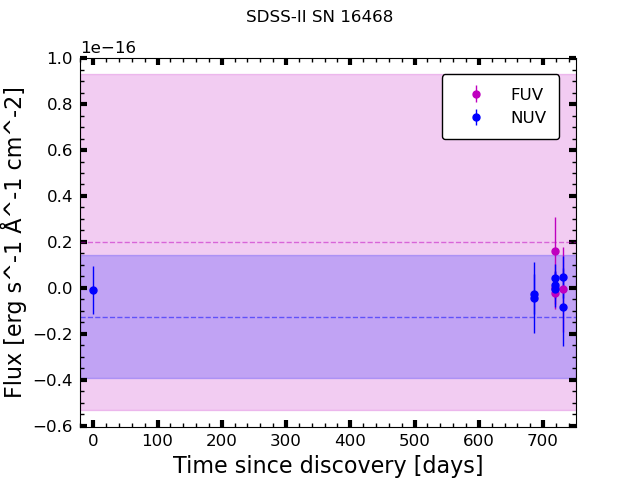 SDSS-II SN 16468
1e−16
1.0
0.8
0.6
0.4
0.2
0.0
−0.2
−0.4
−0.6
Flux [erg s^-1 Å^-1 cm^-2]
FUV
NUV
0 100 200 300 400 500 600 700
Time since discovery [days]